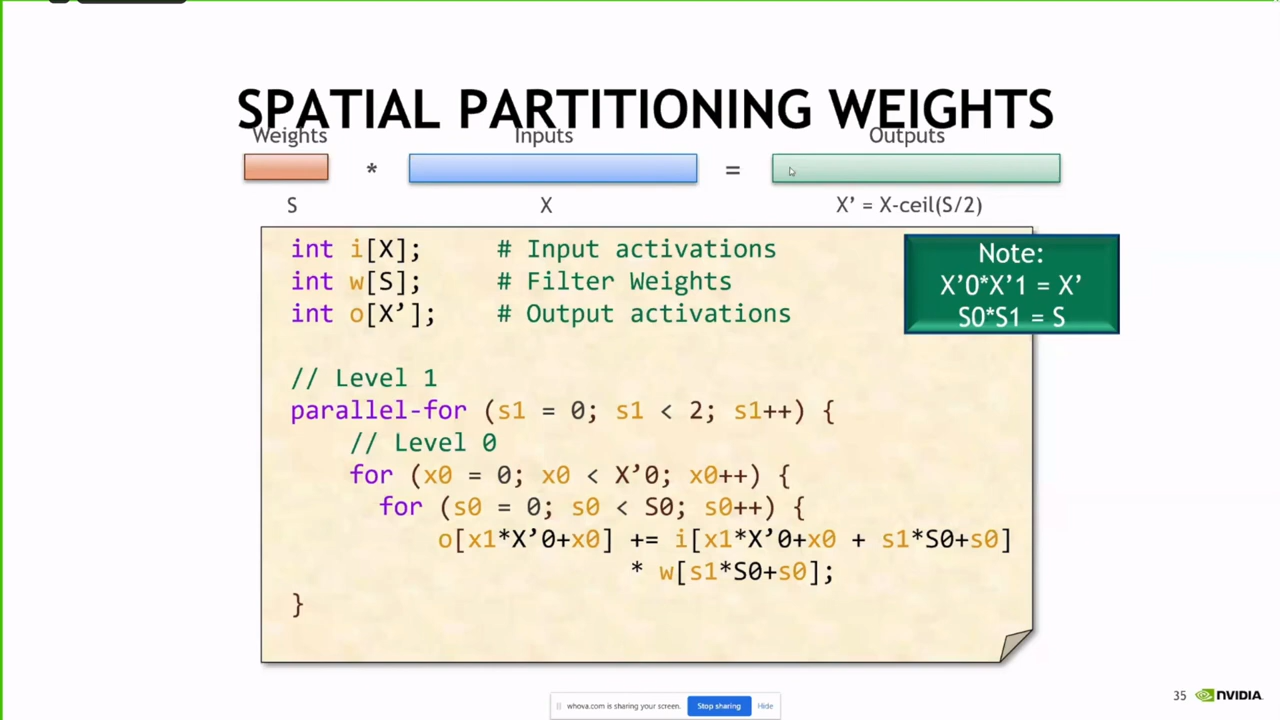 SPATIAL PARTITIONING WEIGHTS
Weights Inputs Outputs
* =
S X X’ = X-ceil(S/2)
int i[X]; # Input activations
int w[S]; # Filter Weights
int o[X’]; # Output activations
Note:
X’0*X’1 = X’
S0*S1 = S
// Level 1
parallel-for (s1 = 0; s1 < 2; s1++) {
// Level 0
for (x0 = 0; x0 < X’0; x0++) {
for (s0 = 0; s0 < S0; s0++) {
o[x1*X’0+x0] += i[x1*X’0+x0 + s1*S0+s0]
* w[s1*S0+s0];
}
whova.com is sharing your screen. Stop sharing Hide
35 NVIDIA.